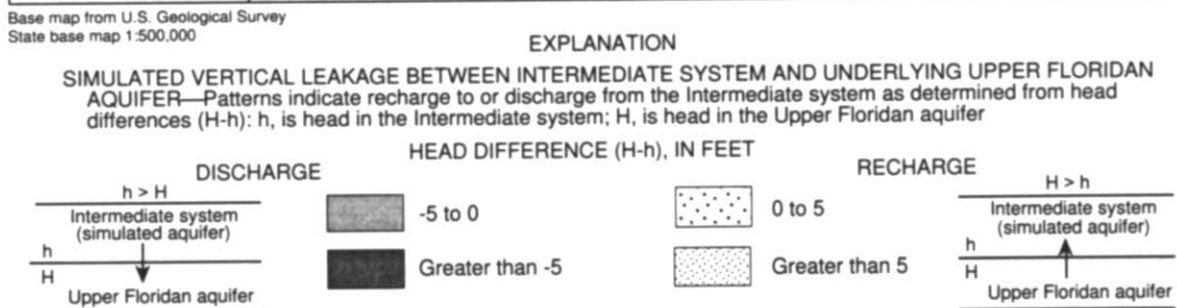 Base map from U.S. Geological Survey
State base map 1:500,000
EXPLANATION
SIMULATED VERTICAL LEAKAGE BETWEEN INTERMEDIATE SYSTEM AND UNDERLYING UPPER FLORIDAN
AQUIFER—Patterns indicate recharge to or discharge from the Intermediate system as determined from head
differences (H-h): h, is head in the Intermediate system; H, is head in the Upper Floridan aquifer
HEAD DIFFERENCE (H-h), IN FEET
DISCHARGE
h > H
Intermediate system
(simulated aquifer)
h
H
Upper Floridan aquifer
-5 to 0
Greater than -5
0 to 5
Greater than 5
RECHARGE
H > h
Intermediate system
(simulated aquifer)
h
H
Upper Floridan aquifer